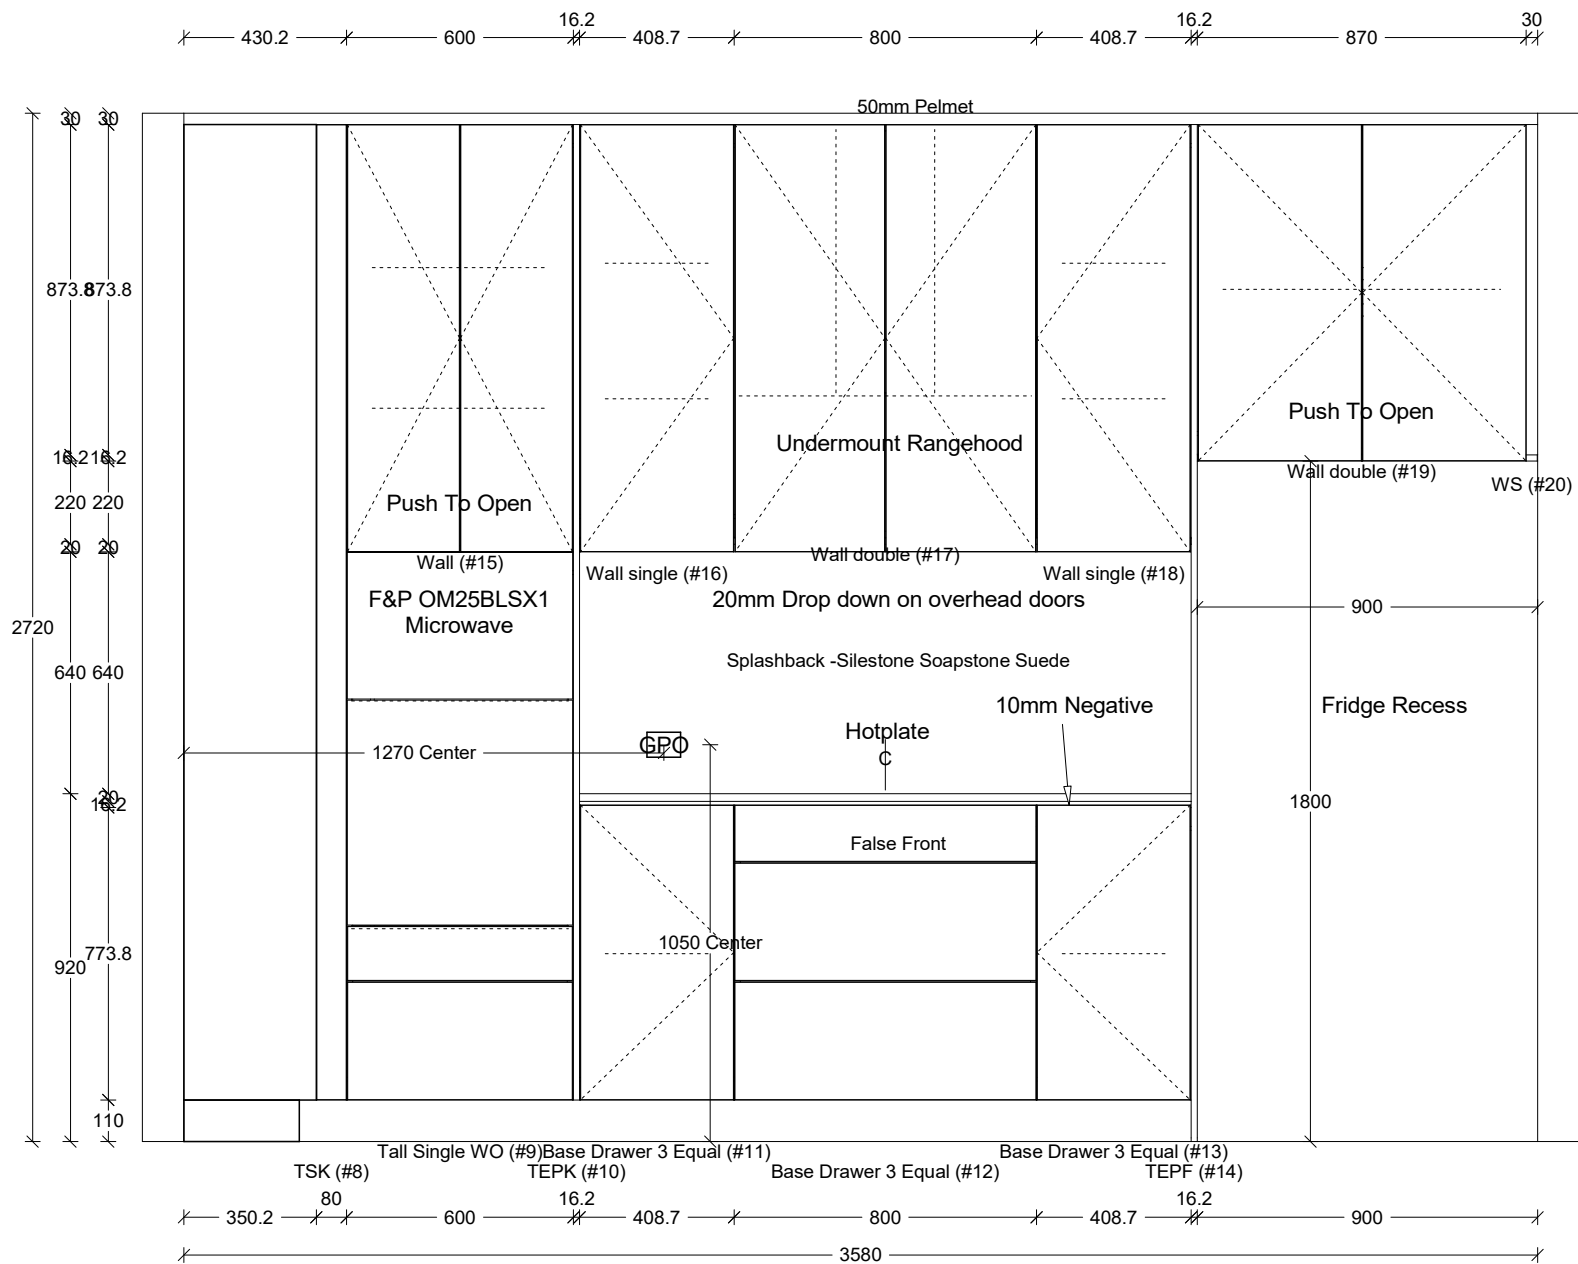 16.2
16.2
30
430.2
600
408.7
800
408.7
870
50mm Pelmet
30
30
873.8
873.8
Push To Open
Undermount Rangehood
16.2
16.2
Wall double (#19)
WS (#20)
220
220
Push To Open
20
20
Wall double (#17)
Wall (#15)
Wall single (#16)
Wall single (#18)
F&P OM25BLSX1
Microwave
20mm Drop down on overhead doors
900
2720
Splashback -Silestone Soapstone Suede
640
640
10mm Negative
Fridge Recess
Hotplate
GPO
1270 Center
C
20
16.2
1800
False Front
1050 Center
773.8
920
110
Tall Single WO (#9)
Base Drawer 3 Equal (#11)
Base Drawer 3 Equal (#13)
TSK (#8)
TEPK (#10)
Base Drawer 3 Equal (#12)
TEPF (#14)
80
16.2
16.2
350.2
600
408.7
800
408.7
900
3580